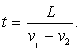 t = L / (v₁ − v₂).